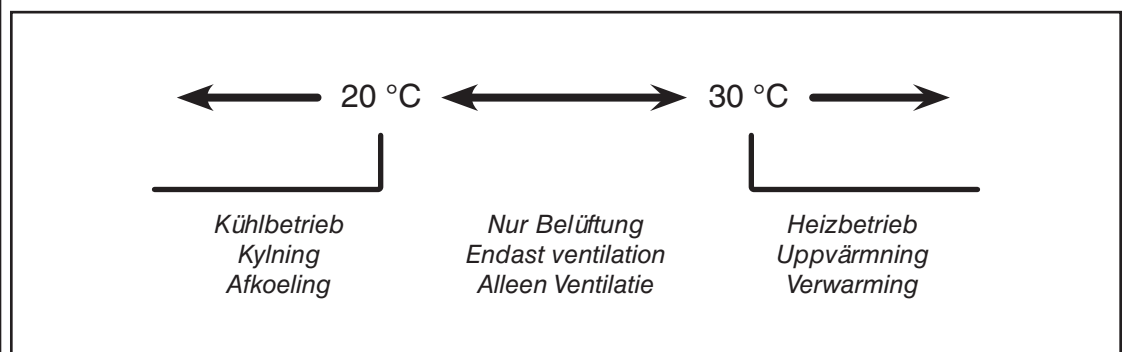 20 °C 30 °C
Kühlbetrieb
Kylning
Afkoeling
Nur Belüftung
Endast ventilation
Alleen Ventilatie
Heizbetrieb
Uppvärmning
Verwarming